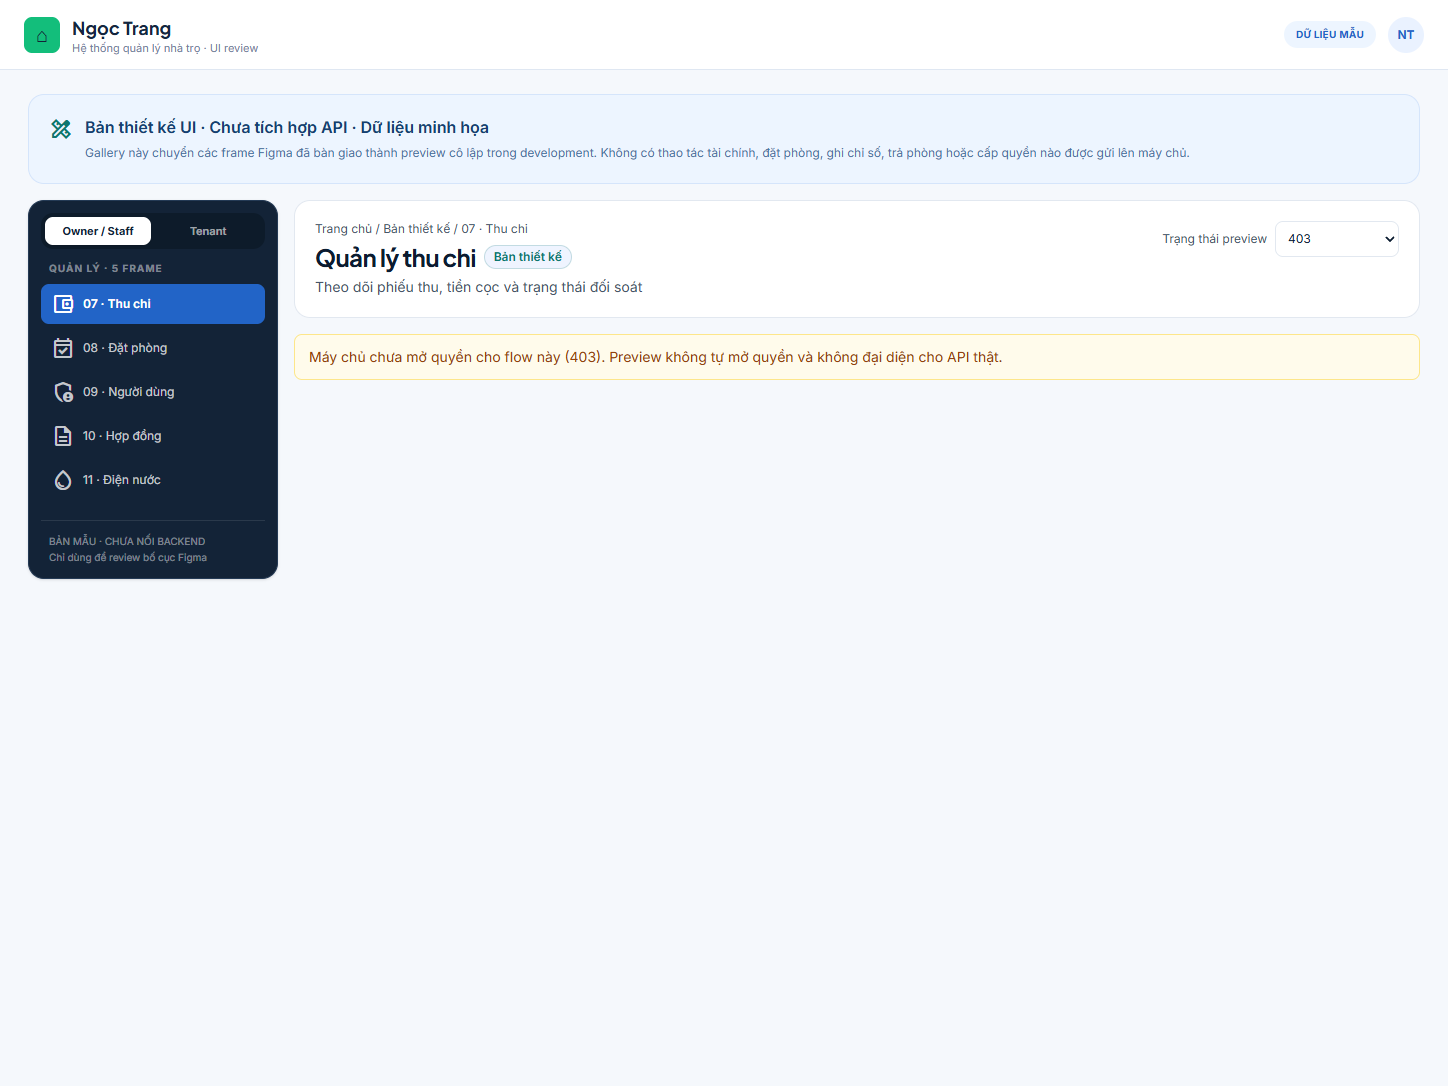 Ngọc Trang
Hệ thống quản lý nhà trọ · UI review
DỮ LIỆU MẪU
NT
Bản thiết kế UI · Chưa tích hợp API · Dữ liệu minh họa
Gallery này chuyển các frame Figma đã bàn giao thành preview cô lập trong development. Không có thao tác tài chính, đặt phòng, ghi chỉ số, trả phòng hoặc cấp quyền nào được gửi lên máy chủ.
Owner / Staff
Tenant
QUẢN LÝ · 5 FRAME
07 · Thu chi
08 · Đặt phòng
09 · Người dùng
10 · Hợp đồng
11 · Điện nước
BẢN MẪU · CHƯA NỐI BACKEND
Chỉ dùng để review bố cục Figma
Trang chủ / Bản thiết kế / 07 · Thu chi
Quản lý thu chi
Bản thiết kế
Theo dõi phiếu thu, tiền cọc và trạng thái đối soát
Trạng thái preview
403
Máy chủ chưa mở quyền cho flow này (403). Preview không tự mở quyền và không đại diện cho API thật.